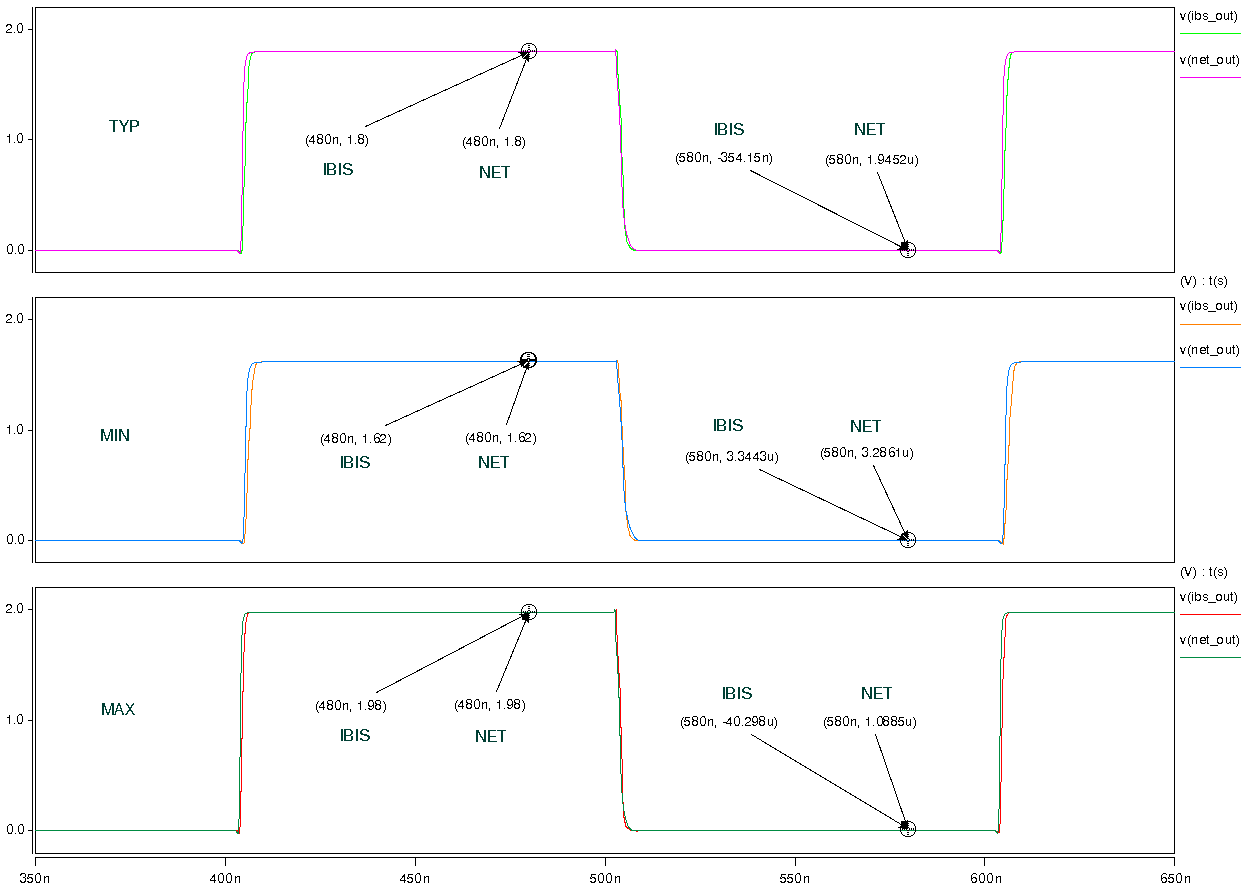 2.0
v(ibs_out)
v(net_out)
TYP
1.0
(480n, 1.8)
(480n, 1.8)
IBIS
NET
IBIS
NET
(580n, -354.15n)
(580n, 1.9452u)
0.0
(V) : t(s)
2.0
v(ibs_out)
v(net_out)
MIN
1.0
(480n, 1.62)
(480n, 1.62)
IBIS
NET
IBIS
NET
(580n, 3.3443u)
(580n, 3.2861u)
0.0
(V) : t(s)
2.0
v(ibs_out)
v(net_out)
MAX
1.0
(480n, 1.98)
(480n, 1.98)
IBIS
NET
IBIS
NET
(580n, -40.298u)
(580n, 1.0885u)
0.0
350n 400n 450n 500n 550n 600n 650n